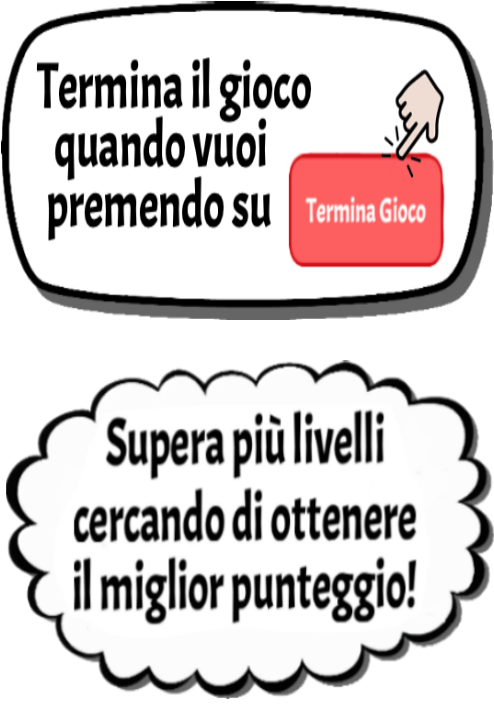 Termina il gioco
quando vuoi
premendo su
Termina Gioco
Supera più livelli
cercando di ottenere
il miglior punteggio!